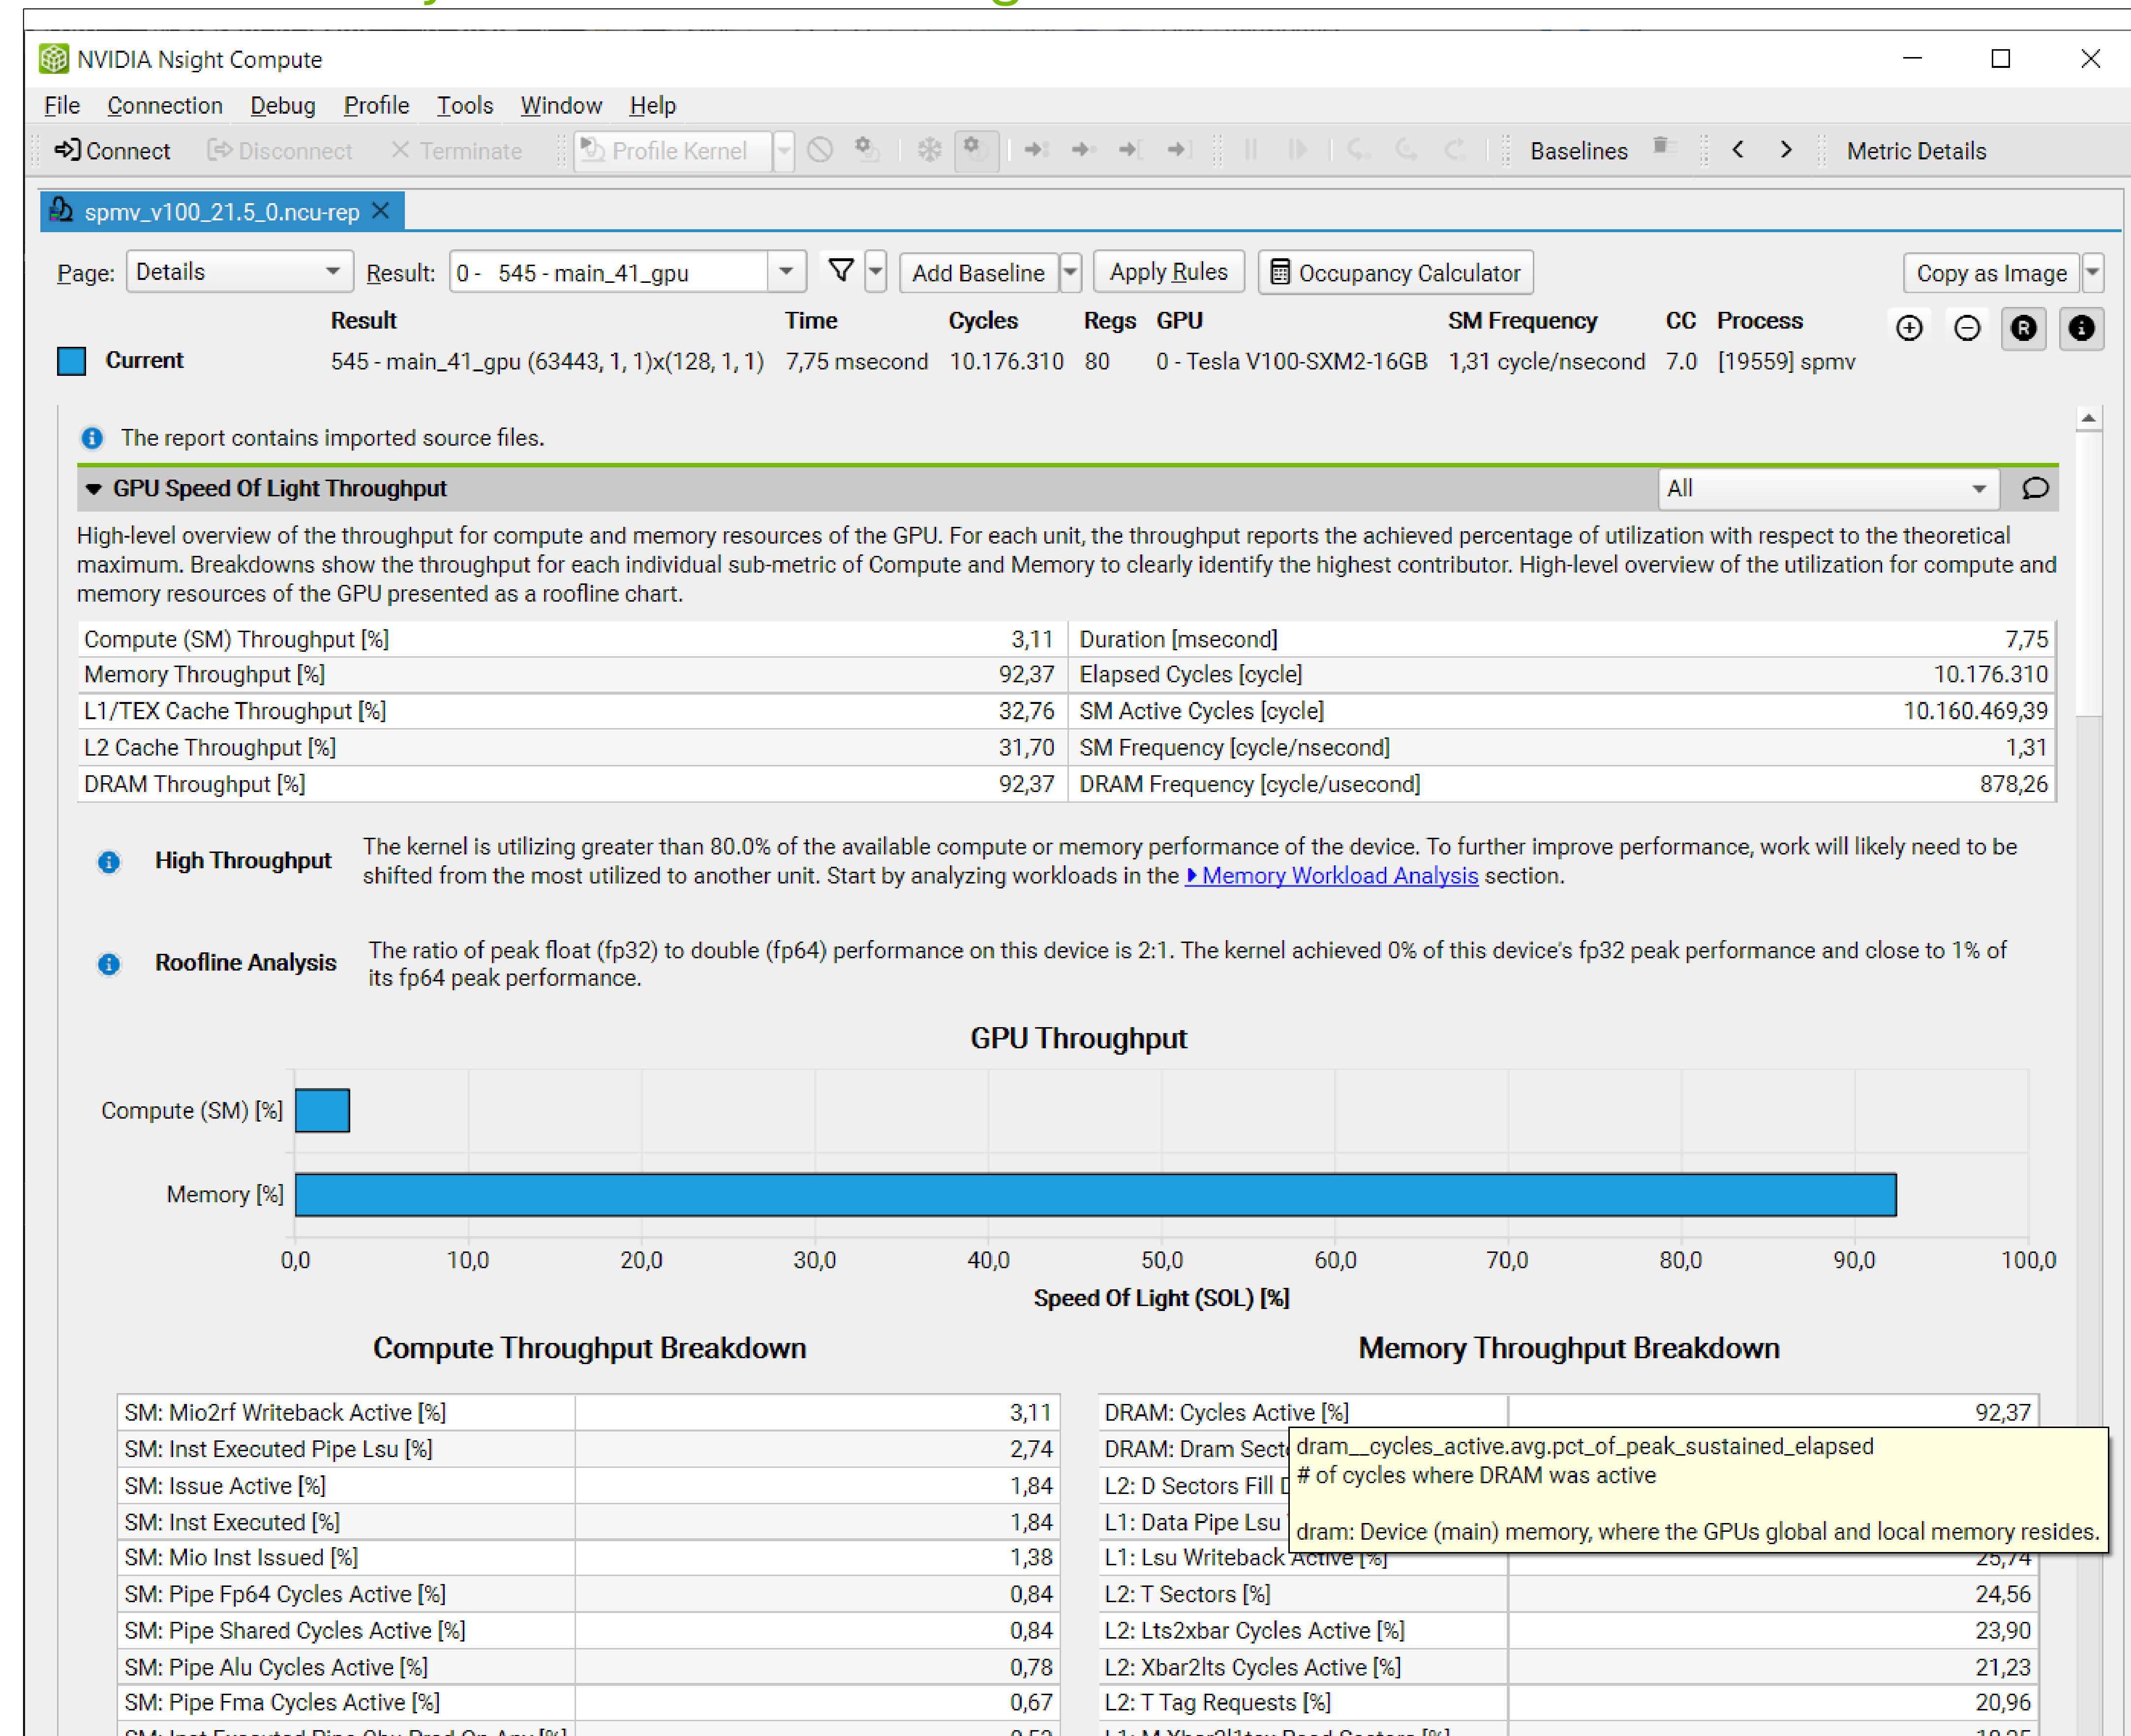 NVIDIA Nsight Compute
File Connection Debug Profile Tools Window Help
Connect Disconnect Terminate Profile Kernel Baselines Metric Details
spmv_v100_21.5_0.ncu-rep
Page: Details Result: 0 - 545 - main_41_gpu Add Baseline Apply Rules Occupancy Calculator Copy as Image
Result Time Cycles Regs GPU SM Frequency CC Process
Current 545 - main_41_gpu (63443, 1, 1)x(128, 1, 1) 7,75 msecond 10.176.310 80 0 - Tesla V100-SXM2-16GB 1,31 cycle/nsecond 7.0 [19559] spmv
The report contains imported source files.
GPU Speed Of Light Throughput All
High-level overview of the throughput for compute and memory resources of the GPU. For each unit, the throughput reports the achieved percentage of utilization with respect to the theoretical
maximum. Breakdowns show the throughput for each individual sub-metric of Compute and Memory to clearly identify the highest contributor. High-level overview of the utilization for compute and
memory resources of the GPU presented as a roofline chart.
Compute (SM) Throughput [%] 3,11 Duration [msecond] 7,75
Memory Throughput [%] 92,37 Elapsed Cycles [cycle] 10.176.310
L1/TEX Cache Throughput [%] 32,76 SM Active Cycles [cycle] 10.160.469,39
L2 Cache Throughput [%] 31,70 SM Frequency [cycle/nsecond] 1,31
DRAM Throughput [%] 92,37 DRAM Frequency [cycle/usecond] 878,26
High Throughput The kernel is utilizing greater than 80.0% of the available compute or memory performance of the device. To further improve performance, work will likely need to be
shifted from the most utilized to another unit. Start by analyzing workloads in the Memory Workload Analysis section.
Roofline Analysis The ratio of peak float (fp32) to double (fp64) performance on this device is 2:1. The kernel achieved 0% of this device's fp32 peak performance and close to 1% of
its fp64 peak performance.
GPU Throughput
Compute (SM) [%]
Memory [%]
0,0 10,0 20,0 30,0 40,0 50,0 60,0 70,0 80,0 90,0 100,0
Speed Of Light (SOL) [%]
Compute Throughput Breakdown Memory Throughput Breakdown
SM: Mio2rf Writeback Active [%] 3,11 DRAM: Cycles Active [%] 92,37
SM: Inst Executed Pipe Lsu [%] 2,74 DRAM: Dram dram__cycles_active.avg.pct_of_peak_sustained_elapsed
SM: Issue Active [%] 1,84 L2: D Sectors Fill # of cycles where DRAM was active
SM: Inst Executed [%] 1,84 L1: Data Pipe Lsu dram: Device (main) memory, where the GPUs global and local memory resides.
SM: Mio Inst Issued [%] 1,38 L1: Lsu Writeback Active [%] 25,74
SM: Pipe Fp64 Cycles Active [%] 0,84 L2: T Sectors [%] 24,56
SM: Pipe Shared Cycles Active [%] 0,84 L2: Lts2xbar Cycles Active [%] 23,90
SM: Pipe Alu Cycles Active [%] 0,78 L2: Xbar2lts Cycles Active [%] 21,23
SM: Pipe Fma Cycles Active [%] 0,67 L2: T Tag Requests [%] 20,96